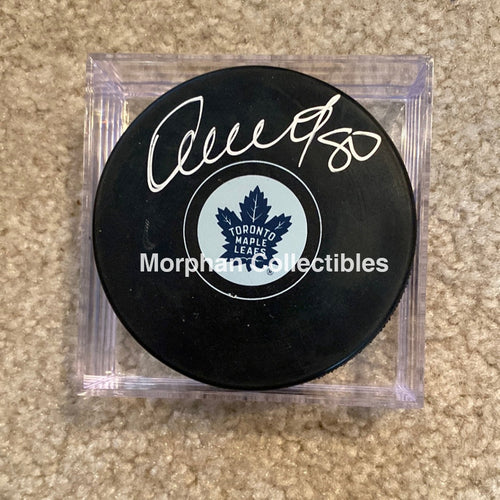 80
TORONTO
MAPLE
LEAFS
®
Morphan Collectibles